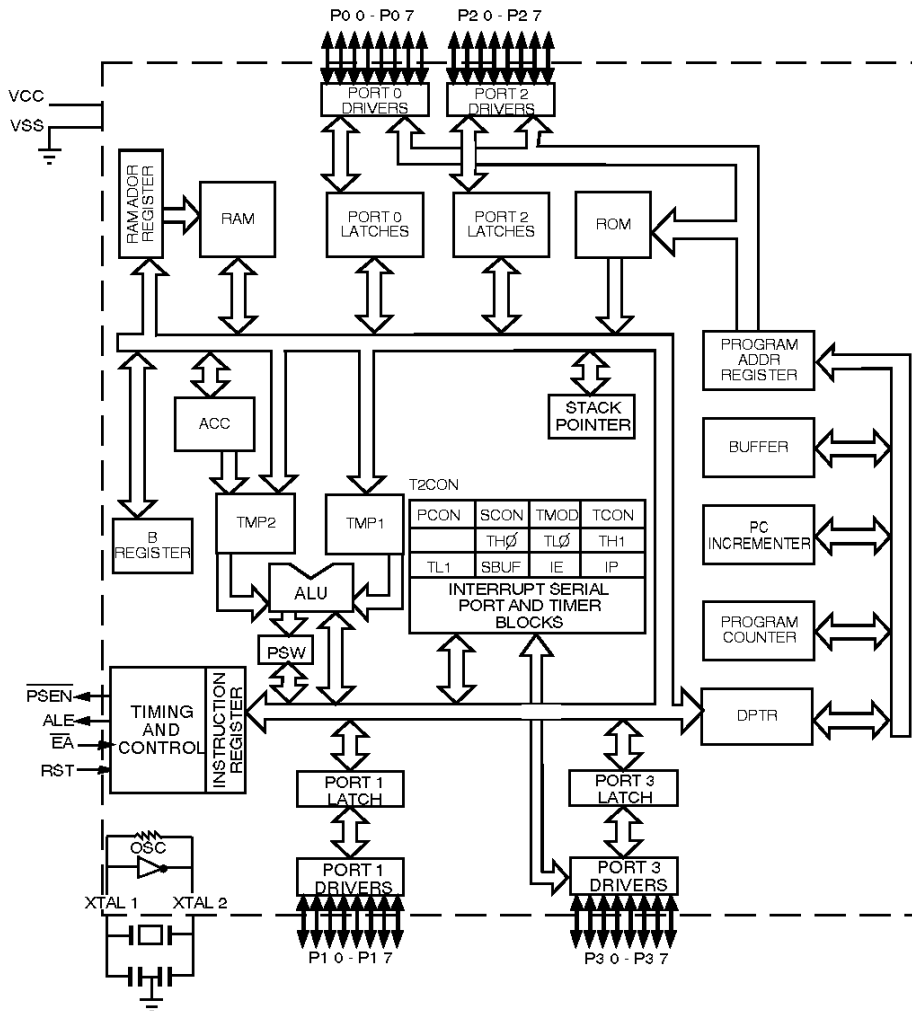 P0 0 - P0 7
P2 0 - P2 7
VCC
VSS
PORT 0
DRIVERS
PORT 2
DRIVERS
RAM ADDR
REGISTER
RAM
PORT 0
LATCHES
PORT 2
LATCHES
ROM
PROGRAM
ADDR
REGISTER
STACK
POINTER
ACC
BUFFER
T2CON
B
REGISTER
TMP2
TMP1
PCON SCON TMOD TCON
THØ TLØ TH1
TL1 SBUF IE IP
INTERRUPT SERIAL
PORT AND TIMER
BLOCKS
PC
INCREMENTER
ALU
PSW
PROGRAM
COUNTER
PSEN
ALE
EA
RST
TIMING
AND
CONTROL
INSTRUCTION
REGISTER
DPTR
PORT 1
LATCH
PORT 3
LATCH
OSC
XTAL 1
XTAL 2
PORT 1
DRIVERS
PORT 3
DRIVERS
P1 0 - P1 7
P3 0 - P3 7